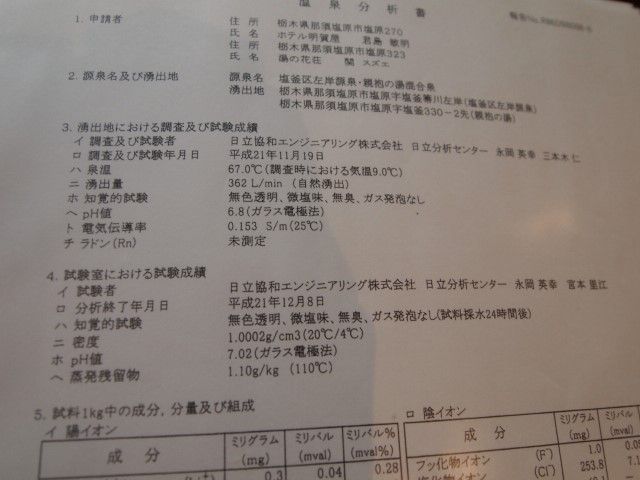 温泉分析書
1. 申請者
住所 栃木県那須塩原市塩原270
氏名 ホテル明賀屋 君島 敏明
住所 栃木県那須塩原市塩原323
氏名 湯の花荘 関 スズエ
2. 源泉名及び湧出地
源泉名 塩釜区左岸源泉・親抱の湯混合泉
湧出地 栃木県那須塩原市塩原字塩釜箒川左岸(塩釜区左岸源泉)
栃木県那須塩原市塩原字塩釜330-2先(親抱の湯)
3. 湧出地における調査及び試験成績
イ 調査及び試験者 日立協和エンジニアリング株式会社 日立分析センター 永岡 英幸 三本木 仁
ロ 調査及び試験年月日 平成21年11月19日
ハ 泉温 67.0℃(調査時における気温9.0℃)
ニ 湧出量 362 L/min (自然湧出)
ホ 知覚的試験 無色透明、微塩味、無臭、ガス発泡なし
ヘ pH値 6.8(ガラス電極法)
ト 電気伝導率 0.153 S/m(25℃)
チ ラドン(Rn) 未測定
4. 試験室における試験成績
イ 試験者 日立協和エンジニアリング株式会社 日立分析センター 永岡 英幸 宮本 里江
ロ 分析終了年月日 平成21年12月8日
ハ 知覚的試験 無色透明、微塩味、無臭、ガス発泡なし(試料採水24時間後)
ニ 密度 1.0002g/cm3(20℃/4℃)
ホ pH値 7.02(ガラス電極法)
ヘ 蒸発残留物 1.10g/kg (110℃)
5. 試料1kg中の成分, 分量及び組成
イ 陽イオン
成分 ミリグラム(mg) ミリバル(mval) ミリバル%(mval%)
0.3 0.04 0.28
ロ 陰イオン
成分 ミリグラム(mg)
フッ化物イオン (F⁻) 1.0
(Cl⁻) 253.8